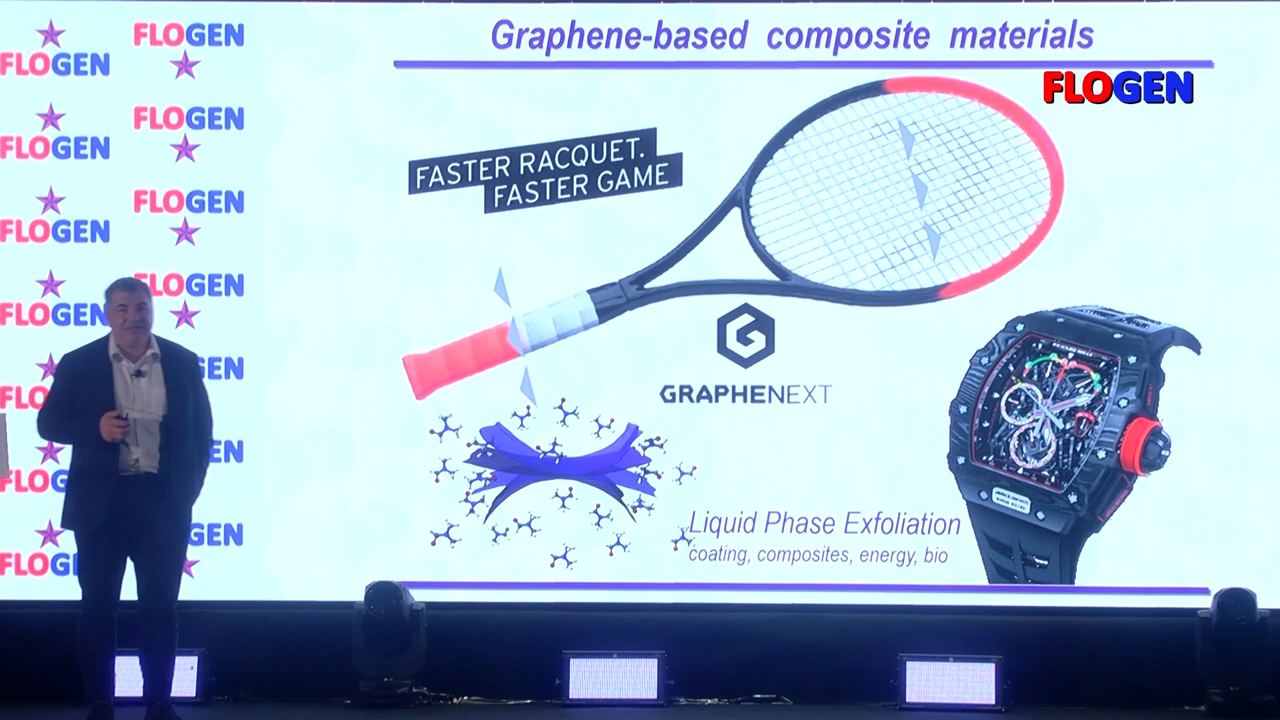 Graphene-based composite materials
FLOGEN
FLOGEN
FLOGEN
FLOGEN
FLOGEN
FLOGEN
FLOGEN
FLOGEN
FLOGEN
FLOGEN
FASTER RACQUET.
FASTER GAME
GRAPHENEXT
Liquid Phase Exfoliation
coating, composites, energy, bio